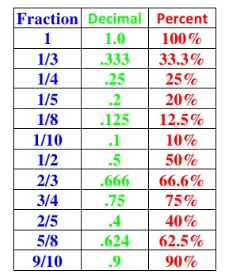 Fraction Decimal Percent
1 1.0 100%
1/3 .333 33.3%
1/4 .25 25%
1/5 .2 20%
1/8 .125 12.5%
1/10 .1 10%
1/2 .5 50%
2/3 .666 66.6%
3/4 .75 75%
2/5 .4 40%
5/8 .624 62.5%
9/10 .9 90%